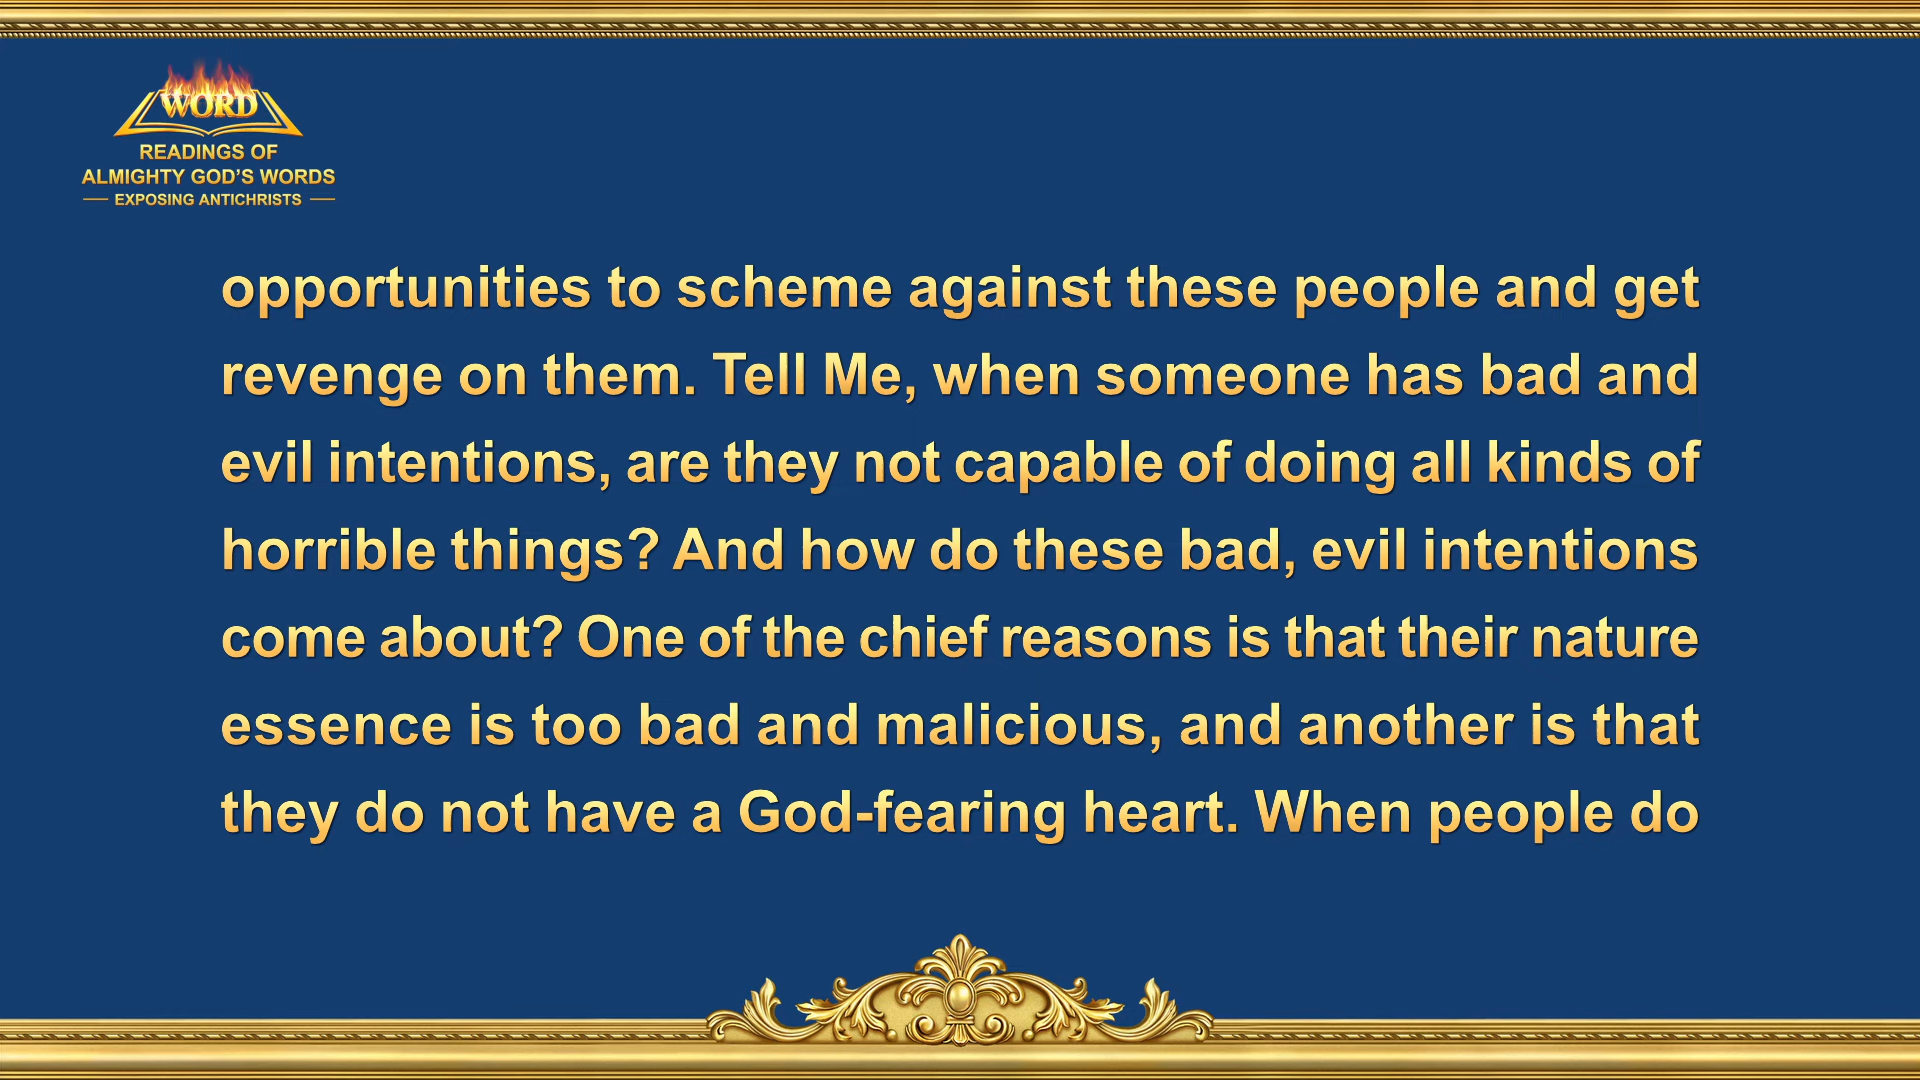 WORD
READINGS OF
ALMIGHTY GOD'S WORDS
EXPOSING ANTICHRISTS
opportunities to scheme against these people and get
revenge on them. Tell Me, when someone has bad and
evil intentions, are they not capable of doing all kinds of
horrible things? And how do these bad, evil intentions
come about? One of the chief reasons is that their nature
essence is too bad and malicious, and another is that
they do not have a God-fearing heart. When people do